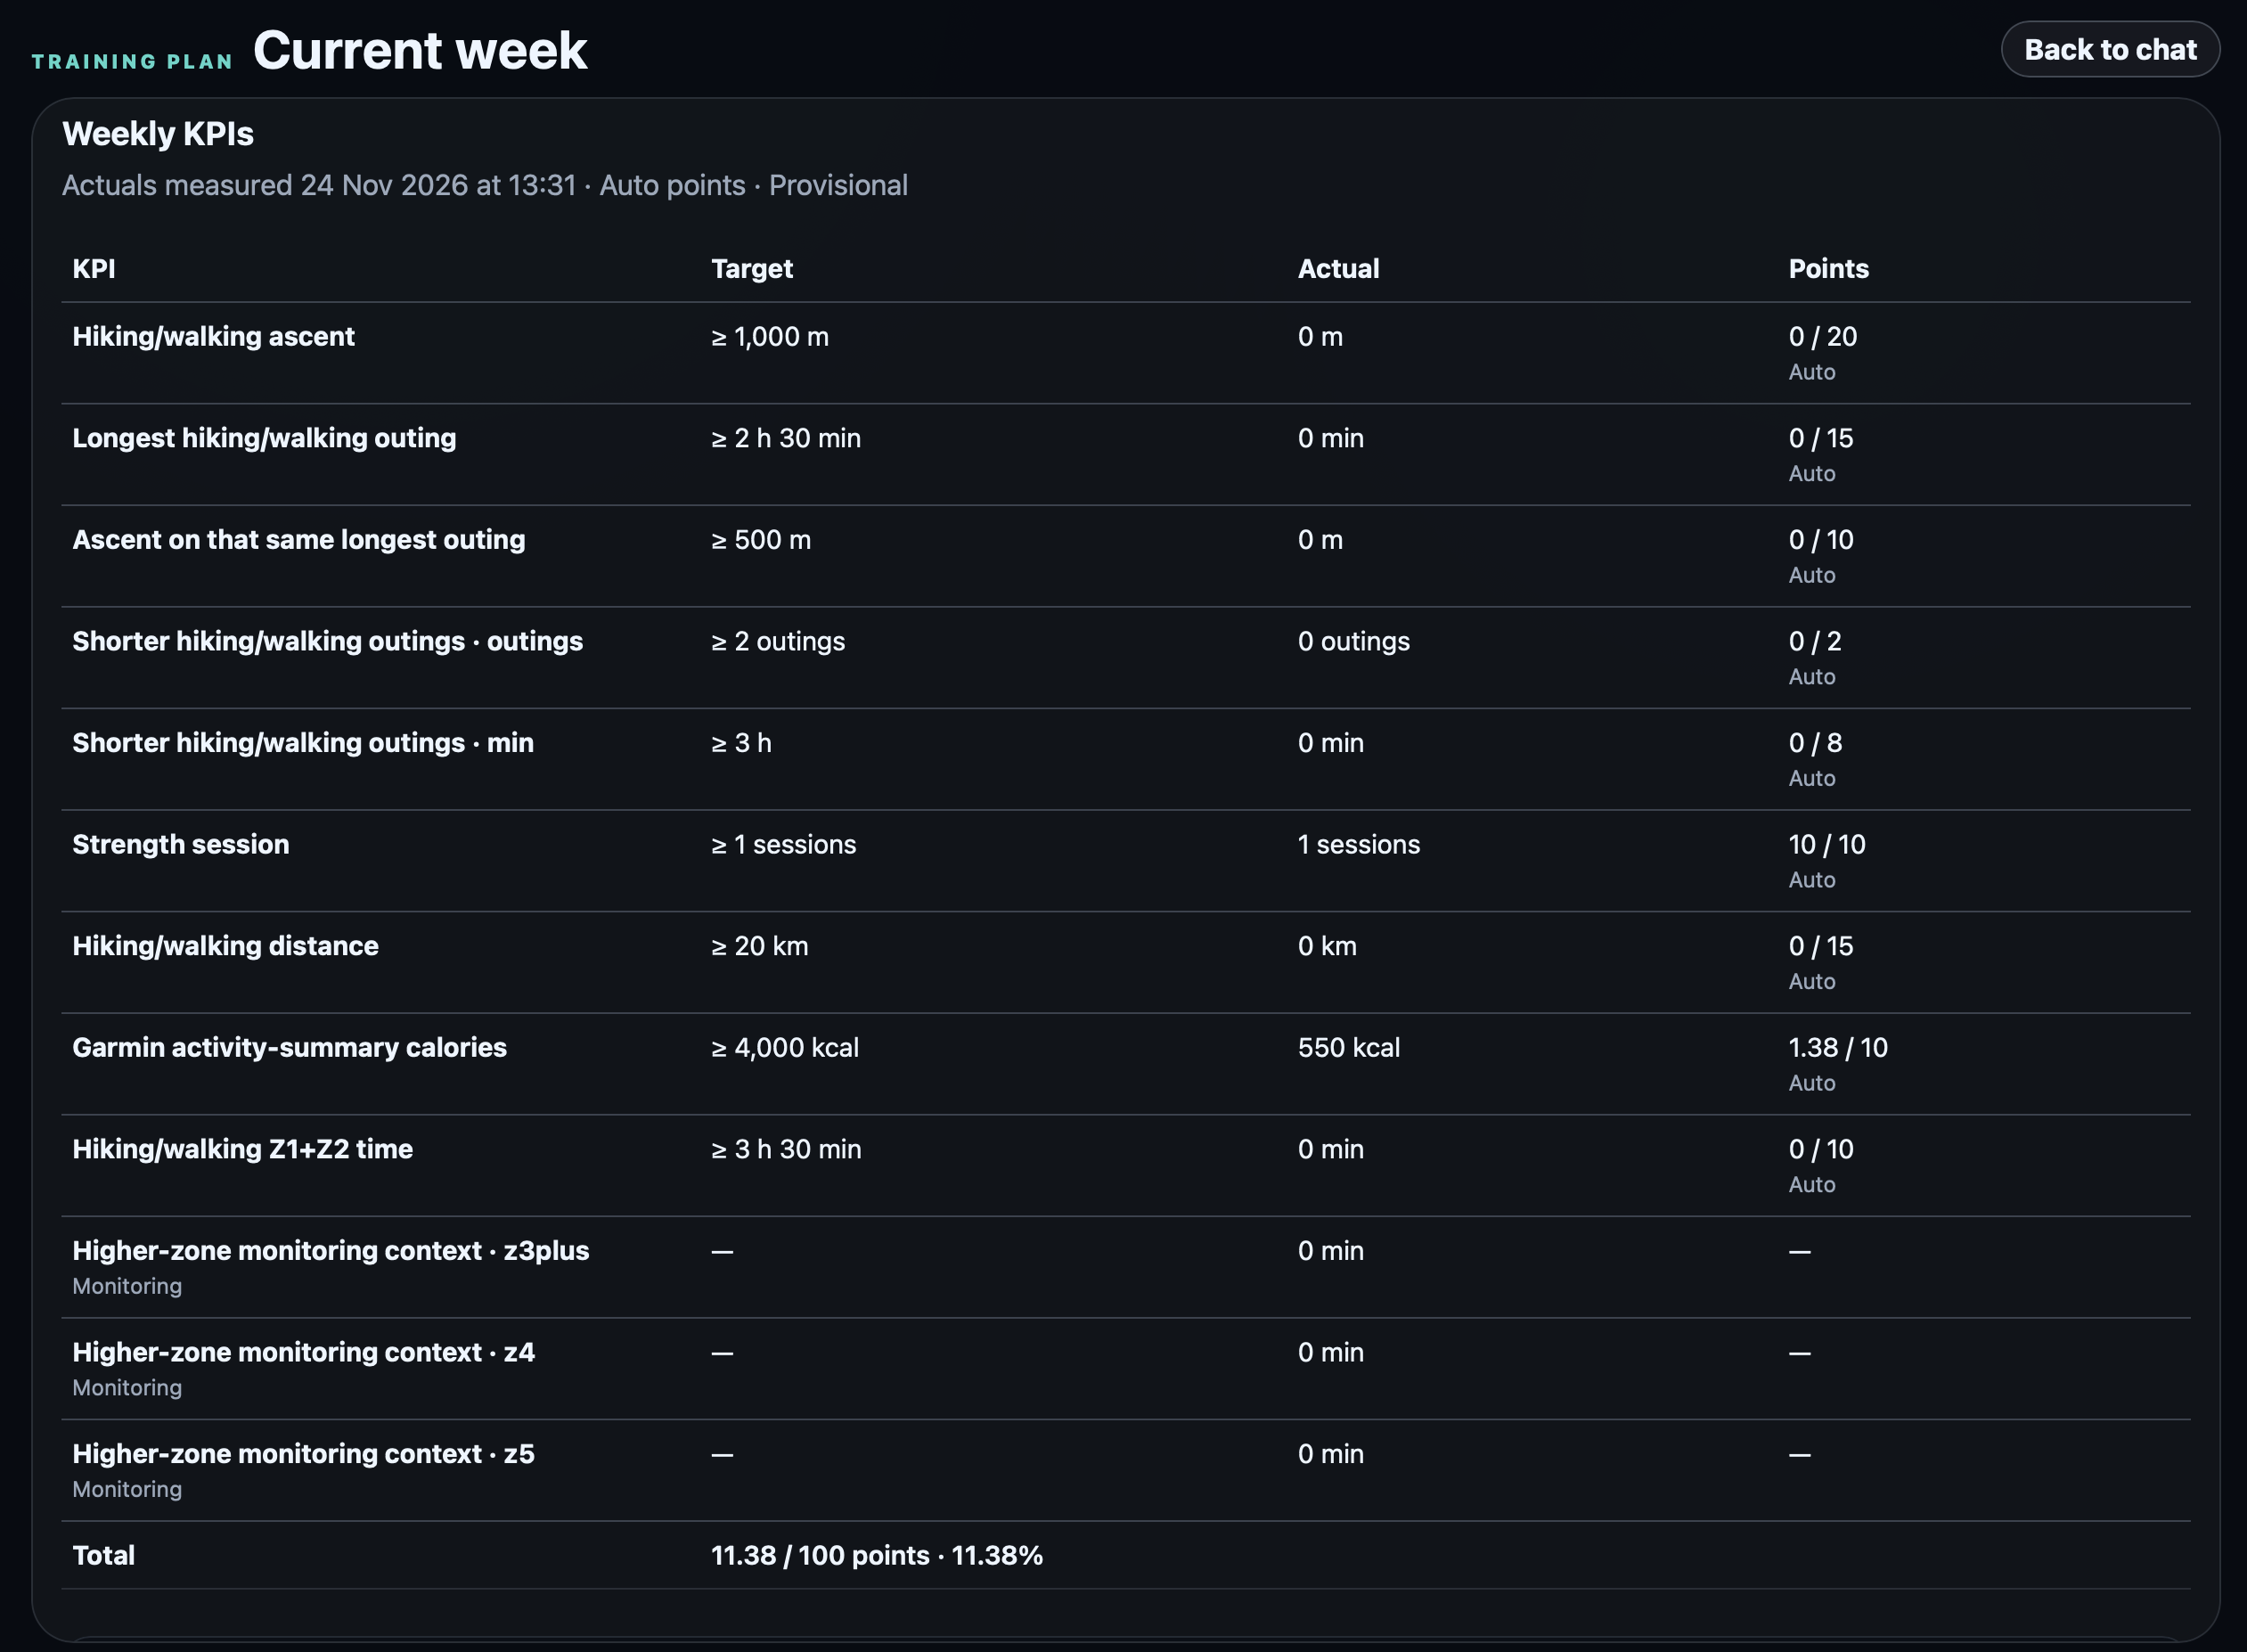 TRAINING PLAN Current week
Back to chat
Weekly KPIs
Actuals measured 24 Nov 2026 at 13:31 · Auto points · Provisional
KPI Target Actual Points
Hiking/walking ascent ≥ 1,000 m 0 m 0 / 20
Auto
Longest hiking/walking outing ≥ 2 h 30 min 0 min 0 / 15
Auto
Ascent on that same longest outing ≥ 500 m 0 m 0 / 10
Auto
Shorter hiking/walking outings · outings ≥ 2 outings 0 outings 0 / 2
Auto
Shorter hiking/walking outings · min ≥ 3 h 0 min 0 / 8
Auto
Strength session ≥ 1 sessions 1 sessions 10 / 10
Auto
Hiking/walking distance ≥ 20 km 0 km 0 / 15
Auto
Garmin activity-summary calories ≥ 4,000 kcal 550 kcal 1.38 / 10
Auto
Hiking/walking Z1+Z2 time ≥ 3 h 30 min 0 min 0 / 10
Auto
Higher-zone monitoring context · z3plus — 0 min —
Monitoring
Higher-zone monitoring context · z4 — 0 min —
Monitoring
Higher-zone monitoring context · z5 — 0 min —
Monitoring
Total 11.38 / 100 points · 11.38%